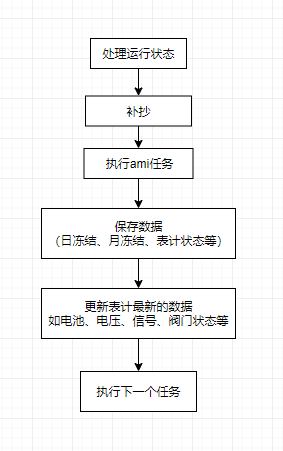 处理运行状态
补抄
执行ami任务
保存数据
（日冻结、月冻结、表计状态等）
更新表计最新的数据
如电池、电压、信号、阀门状态等
执行下一个任务